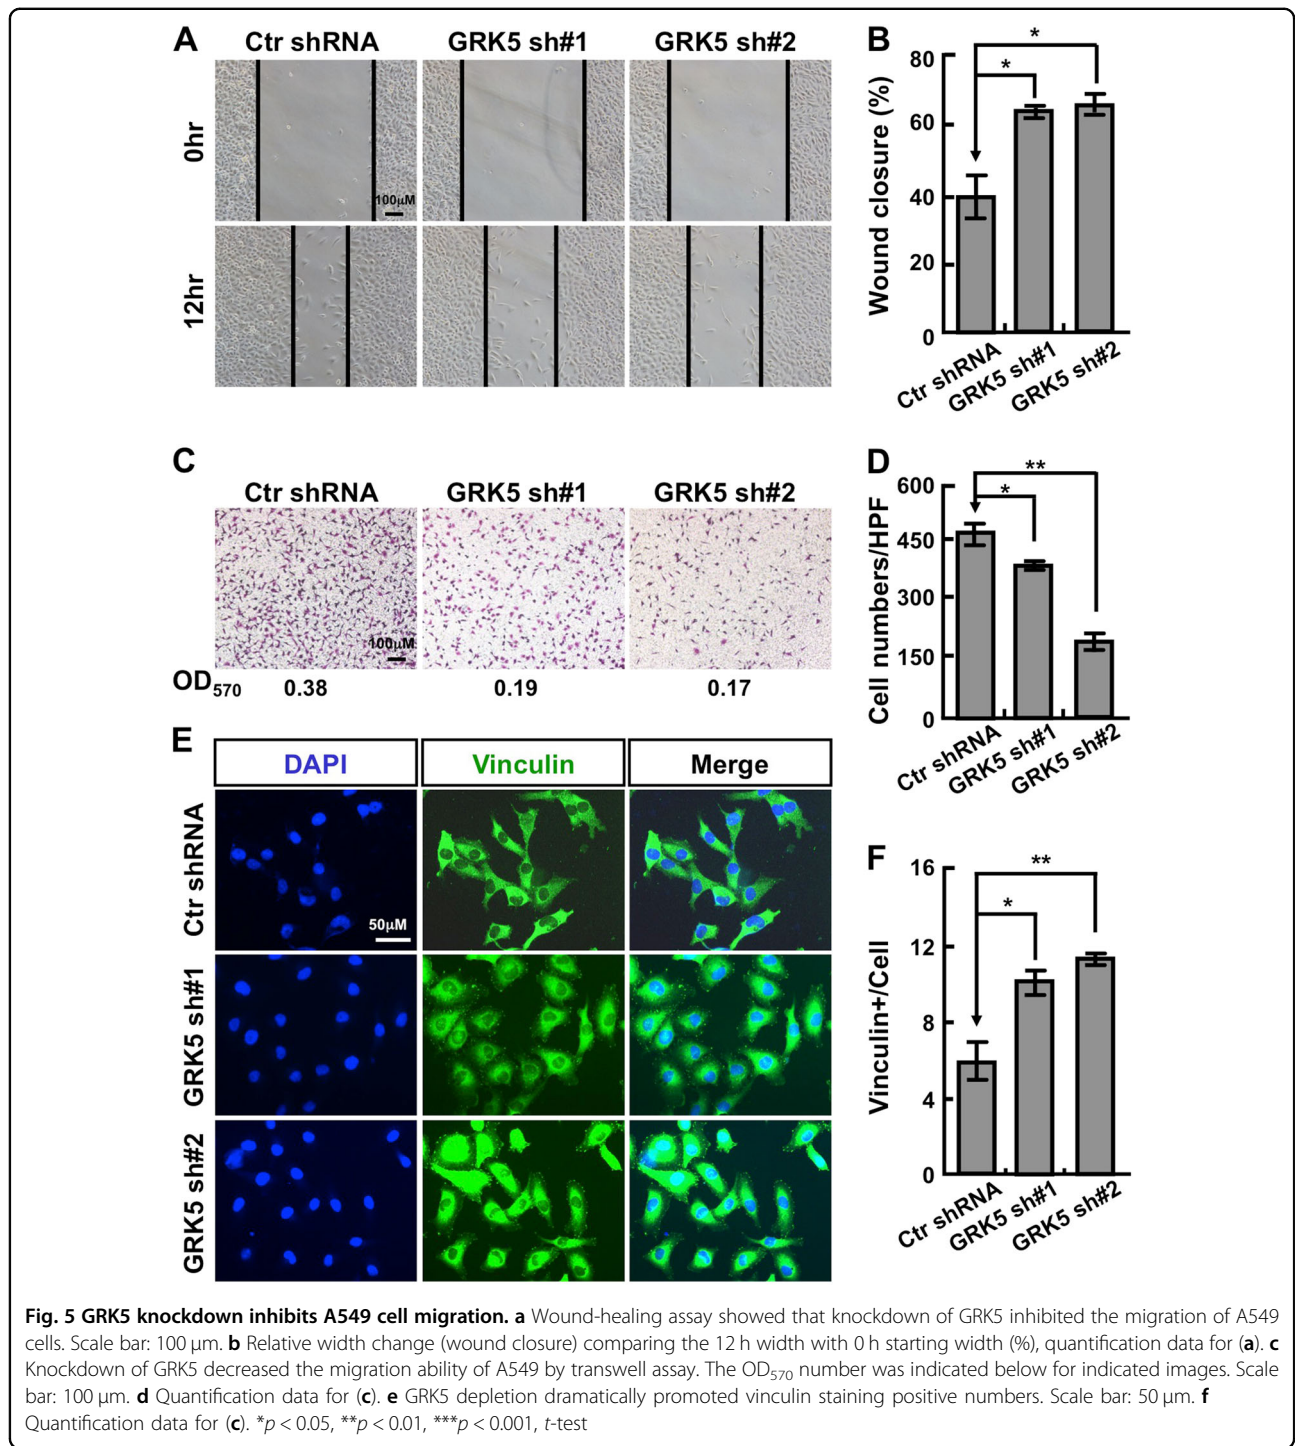 A
Ctr shRNA
GRK5 sh#1
GRK5 sh#2
0hr
100μM
12hr
B
Wound closure (%)
80
60
40
20
0
*
*
Ctr shRNA
GRK5 sh#1
GRK5 sh#2
C
Ctr shRNA
GRK5 sh#1
GRK5 sh#2
100μM
OD570 0.38 0.19 0.17
D
Cell numbers/HPF
600
450
300
150
0
**
*
Ctr shRNA
GRK5 sh#1
GRK5 sh#2
E
DAPI
Vinculin
Merge
Ctr shRNA
50μM
GRK5 sh#1
GRK5 sh#2
F
Vinculin+/Cell
16
12
8
4
0
**
*
Ctr shRNA
GRK5 sh#1
GRK5 sh#2
Fig. 5 GRK5 knockdown inhibits A549 cell migration. a Wound-healing assay showed that knockdown of GRK5 inhibited the migration of A549
cells. Scale bar: 100 μm. b Relative width change (wound closure) comparing the 12 h width with 0 h starting width (%), quantification data for (a). c
Knockdown of GRK5 decreased the migration ability of A549 by transwell assay. The OD570 number was indicated below for indicated images. Scale
bar: 100 μm. d Quantification data for (c). e GRK5 depletion dramatically promoted vinculin staining positive numbers. Scale bar: 50 μm. f
Quantification data for (c). *p < 0.05, **p < 0.01, ***p < 0.001, t-test